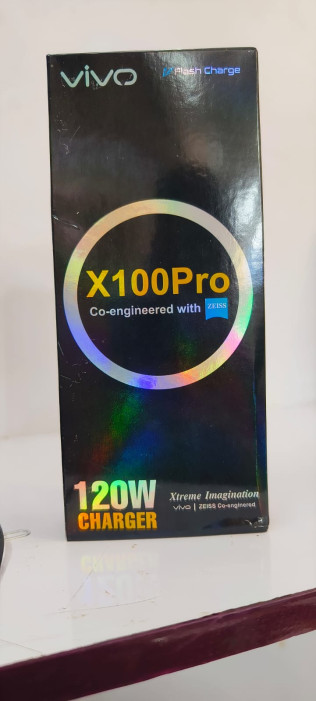 vivo Flash Charge
X100Pro
Co-engineered with ZEISS
120W
CHARGER
Xtreme Imagination
vivo | ZEISS Co-engineered